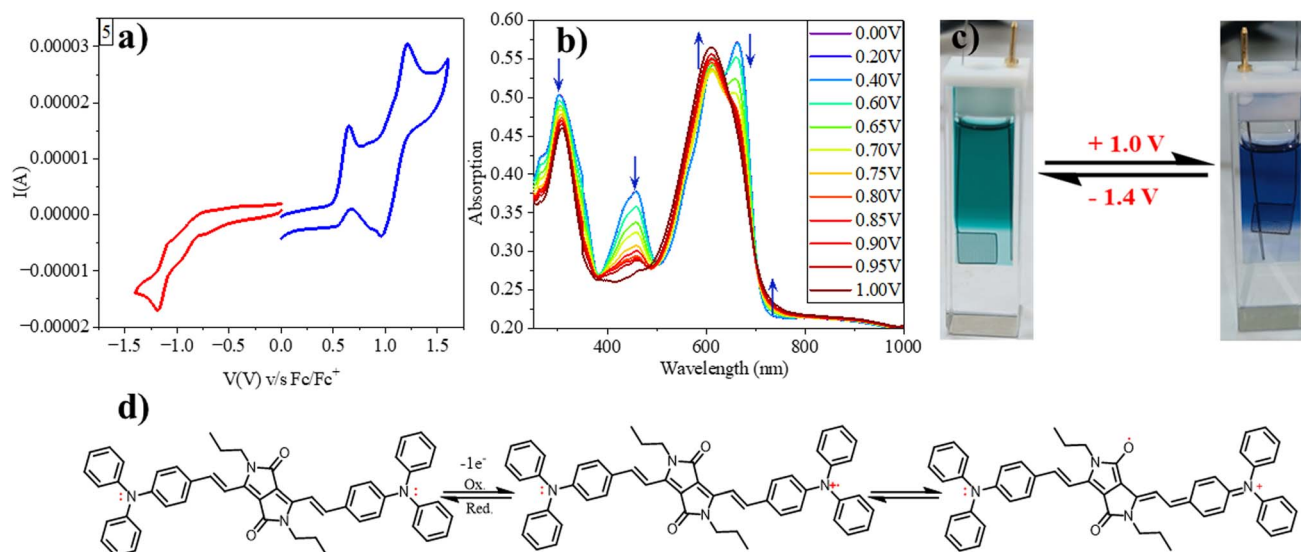 5
a)
0.00003
0.00002
0.00001
0.00000
−0.00001
−0.00002
I(A)
−1.5 −1.0 −0.5 0.0 0.5 1.0 1.5
V(V) v/s Fc/Fc+
b)
0.60
0.55
0.50
0.45
0.40
0.35
0.30
0.25
0.20
Absorption
400 600 800 1000
Wavelength (nm)
0.00V
0.20V
0.40V
0.60V
0.65V
0.70V
0.75V
0.80V
0.85V
0.90V
0.95V
1.00V
c)
+ 1.0 V
- 1.4 V
d)
N
N
O
O
N
N
-1e-
Ox.
Red.
N
N
O
O
N
N
+
N
N
O
O
N
N
+